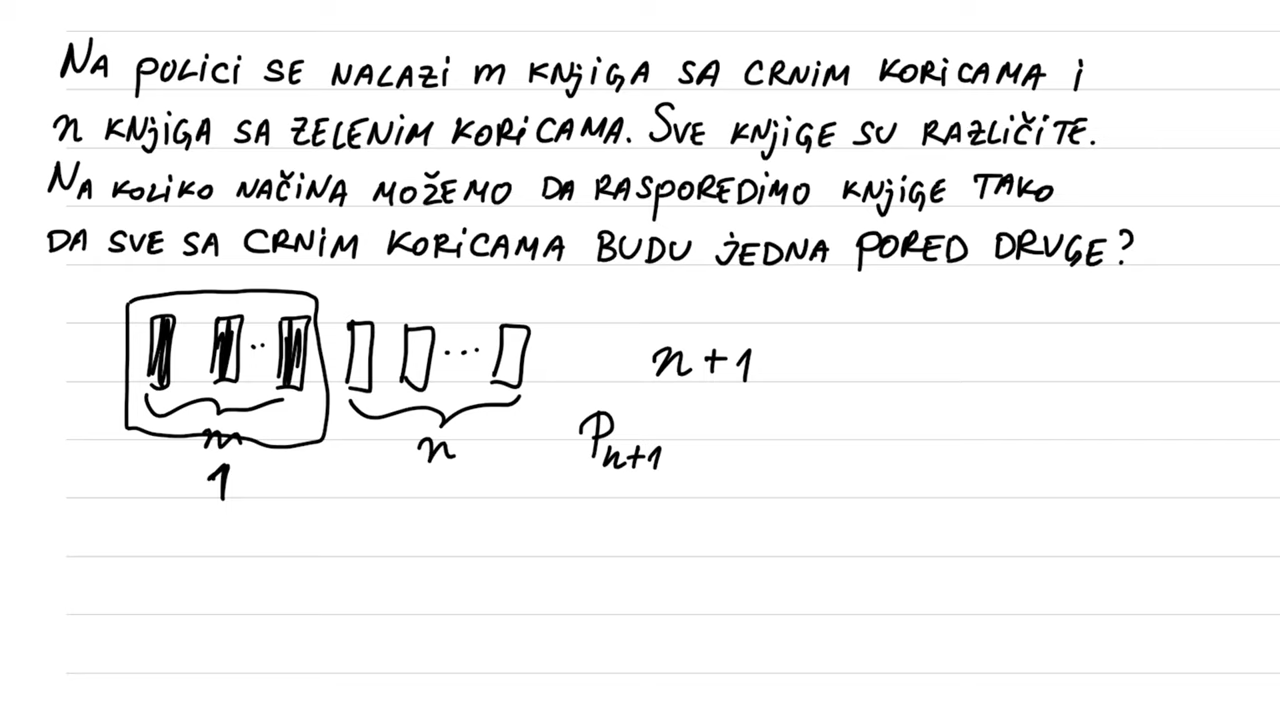 Na polici se nalazi m knjiga sa crnim koricama i
n knjiga sa zelenim koricama. Sve knjige su različite.
Na koliko načina možemo da rasporedimo knjige tako
da sve sa crnim koricama budu jedna pored druge?
.. ... n+1
m n P_{n+1}
1